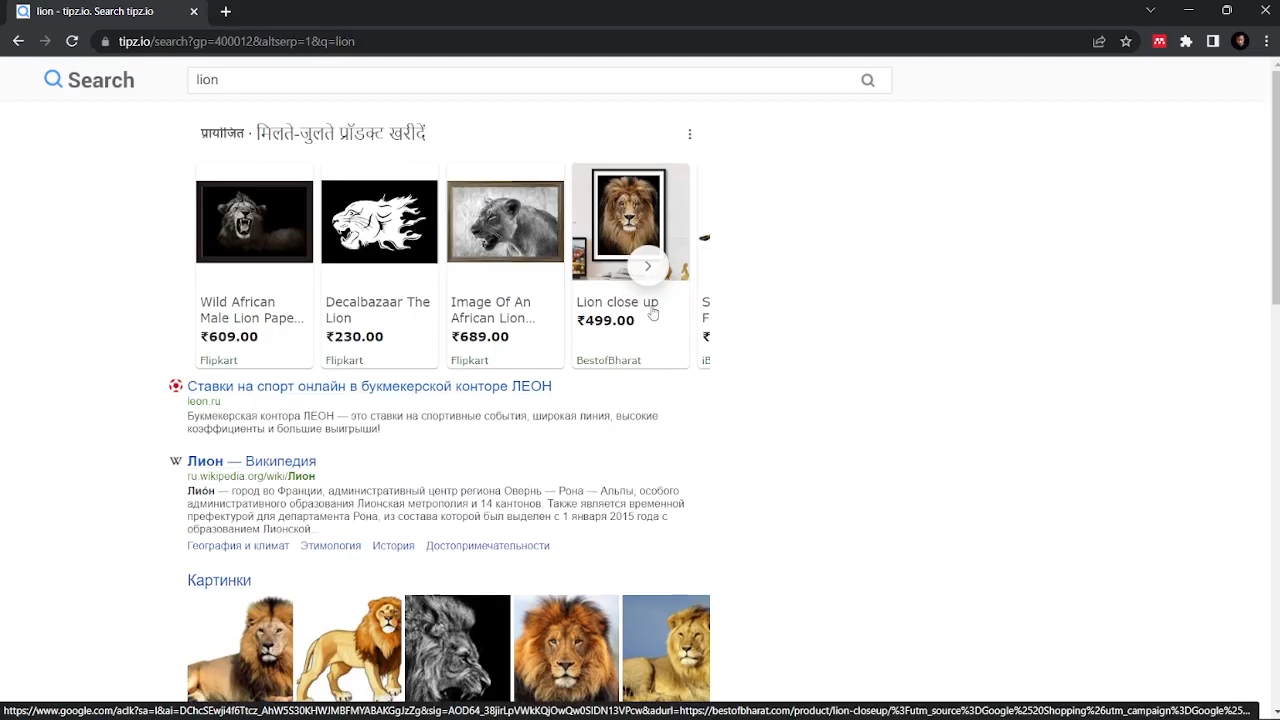 lion - tipz.io. Search tipz.io
tipz.io/search?gp=400012&altserp=1&q=lion
Search
lion
प्रायोजित · मिलते-जुलते प्रॉडक्ट खरीदें
Wild African
Male Lion Pape...
₹609.00
Flipkart
Decalbazaar The
Lion
₹230.00
Flipkart
Image Of An
African Lion...
₹689.00
Flipkart
Lion close up
₹499.00
BestofBharat
S
F
₹
iB
Ставки на спорт онлайн в букмекерской конторе ЛЕОН
leon.ru
Букмекерская контора ЛЕОН — это ставки на спортивные события, широкая линия, высокие
коэффициенты и большие выигрыши!
W Лион — Википедия
ru.wikipedia.org/wiki/Лион
Лио́н — город во Франции, административный центр региона Овернь — Рона — Альпы, особого
административного образования Лионская метрополия и 14 кантонов. Также является временной
префектурой для департамента Рона, из состава которой был выделен с 1 января 2015 года с
образованием Лионской...
География и климат Этимология История Достопримечательности
Картинки